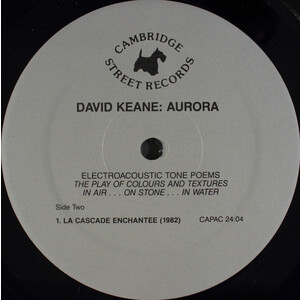 CAMBRIDGE
STREET RECORDS
DAVID KEANE: AURORA
ELECTROACOUSTIC TONE POEMS
THE PLAY OF COLOURS AND TEXTURES
IN AIR . . . ON STONE . . . IN WATER
Side Two
1. LA CASCADE ENCHANTEE (1982) CAPAC 24:04